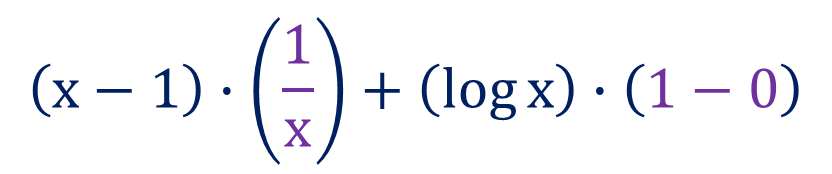 (x − 1) · (1/x) + (log x) · (1 − 0)